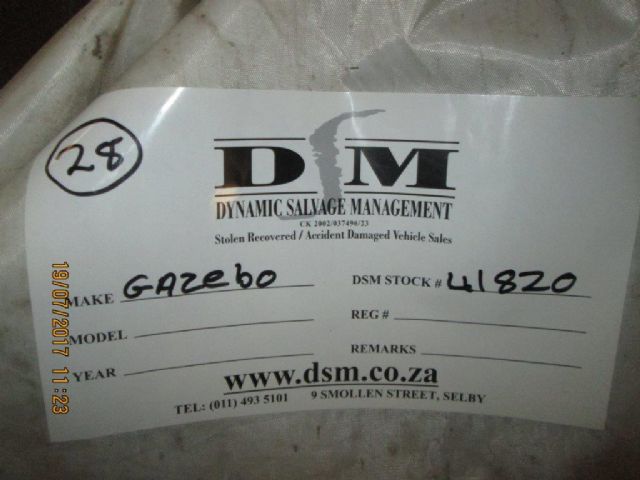 28
DSM
DYNAMIC SALVAGE MANAGEMENT
CK 2002/037490/23
Stolen Recovered / Accident Damaged Vehicle Sales
MAKE GAZebo DSM STOCK # 41820
MODEL REG #
YEAR REMARKS
www.dsm.co.za
TEL: (011) 493 5101 9 SMOLLEN STREET, SELBY
19/07/2017 11:23